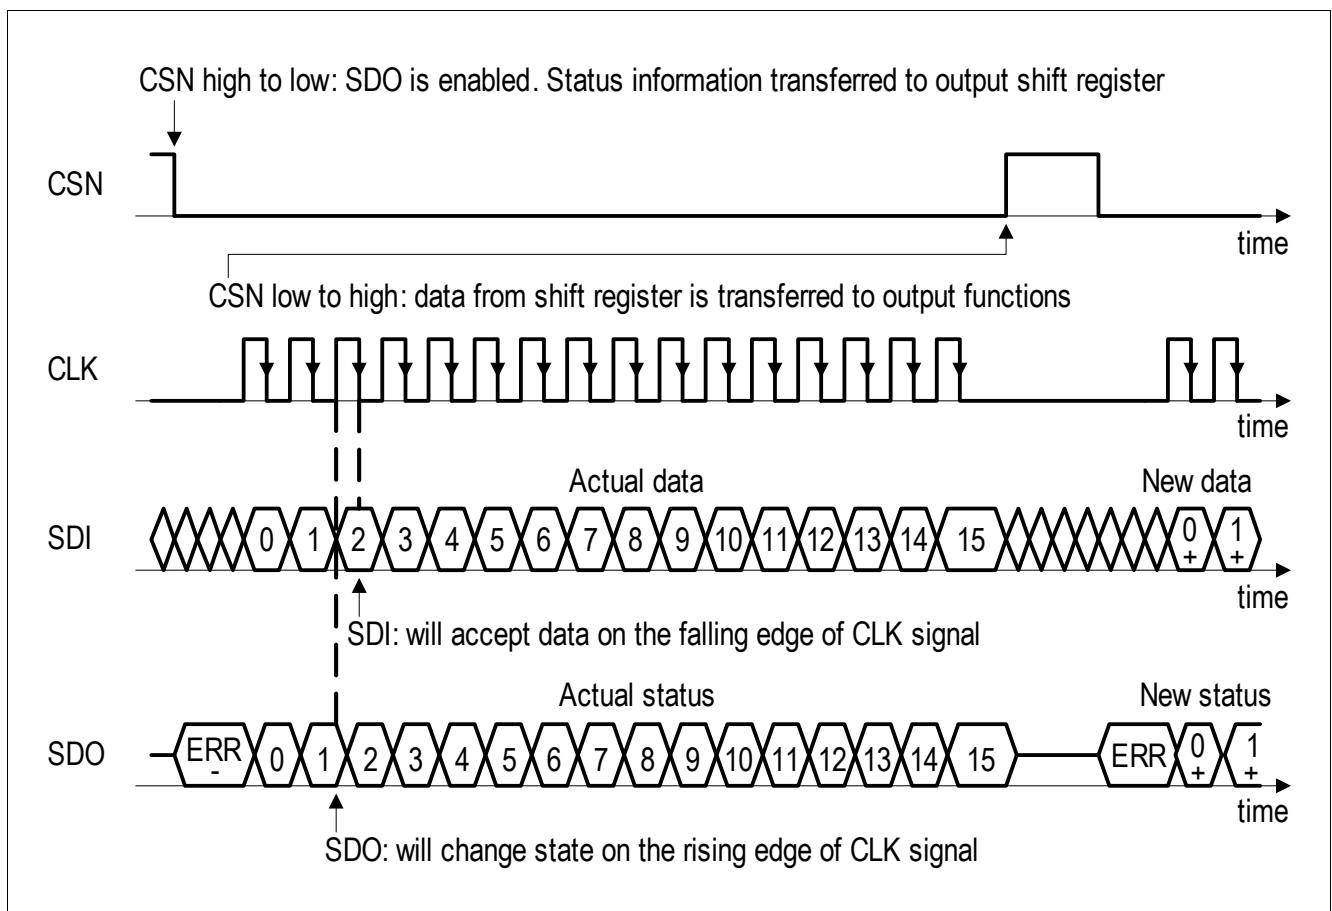 CSN high to low: SDO is enabled. Status information transferred to output shift register
CSN
time
CSN low to high: data from shift register is transferred to output functions
CLK
time
Actual data
New data
SDI
0 1 2 3 4 5 6 7 8 9 10 11 12 13 14 15 0 1
+ +
time
SDI: will accept data on the falling edge of CLK signal
Actual status
New status
SDO
ERR 0 1 2 3 4 5 6 7 8 9 10 11 12 13 14 15 ERR 0 1
- + +
time
SDO: will change state on the rising edge of CLK signal